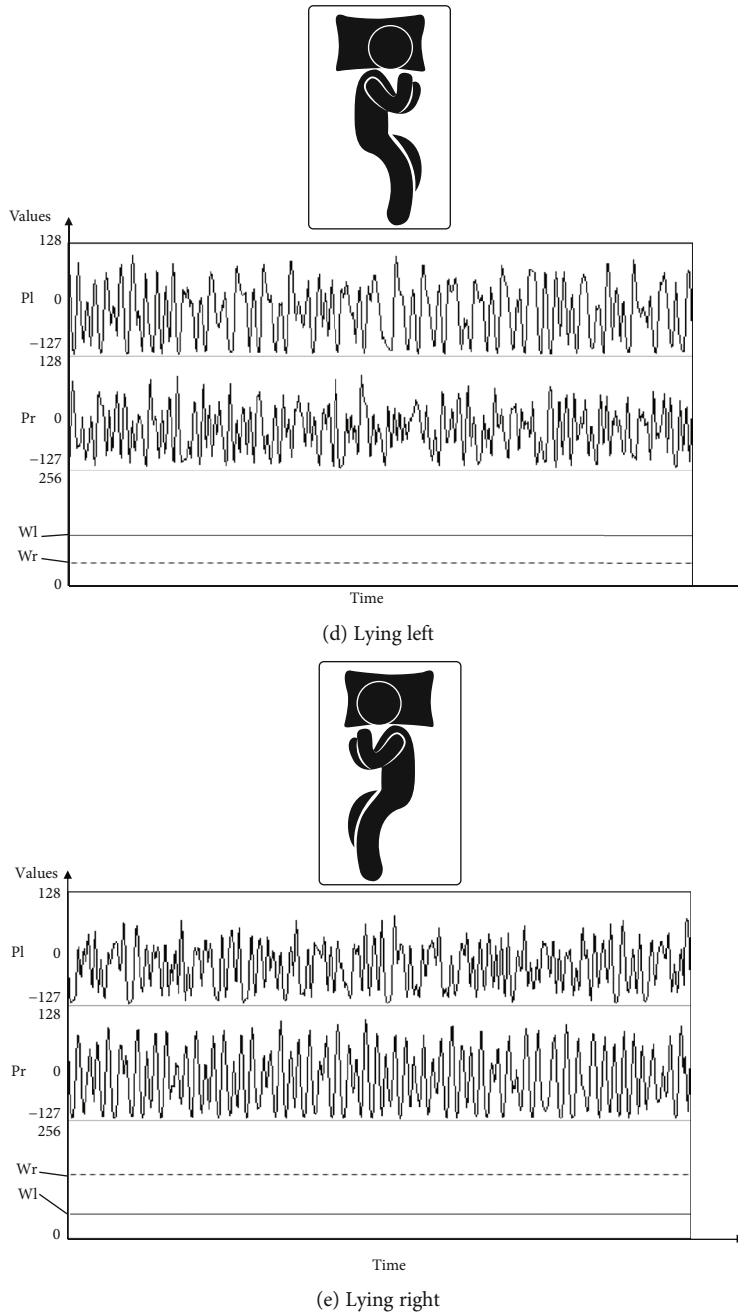 Values
128
Pl 0
−127
128
Pr 0
−127
256
Wl
Wr
0
Time
(d) Lying left
Values
128
Pl 0
−127
128
Pr 0
−127
256
Wr
Wl
0
Time
(e) Lying right